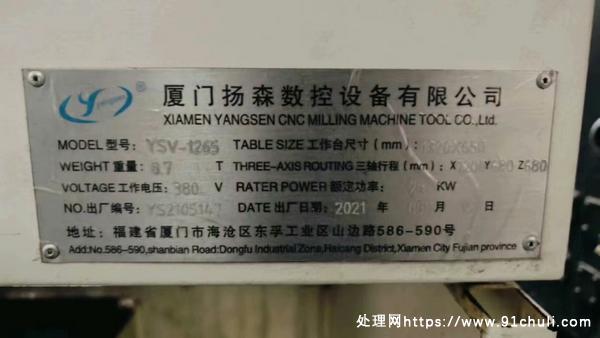 厦门扬森数控设备有限公司
XIAMEN YANGSEN CNC MILLING MACHINE TOOL CO.,Ltd.
MODEL 型号: YSV-1265 TABLE SIZE 工作台尺寸 (mm):
WEIGHT 重量: 8.7 T THREE-AXIS ROUTING 三轴行程 (mm): X Y Z680
VOLTAGE 工作电压: 380 V RATER POWER 额定功率: KW
NO.出厂编号: DATE 出厂日期: 2021 年 月 日
地址: 福建省厦门市海沧区东孚工业区山边路586-590号
Add:No.586-590,shanbian Road:Dongfu Industrial Zone,Haicang District,Xiamen City Fujian province
处理网https://www.91chuli.com